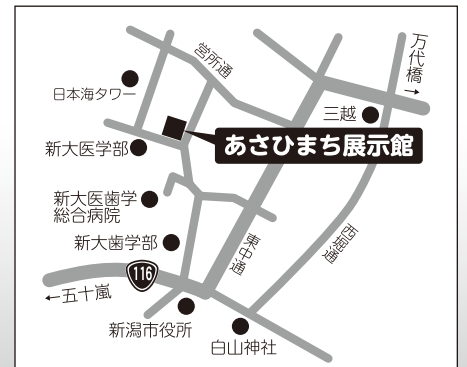 営所通
万代橋
→
日本海タワー
三越
新大医学部
あさひまち展示館
新大医歯学
総合病院
新大歯学部
東中通
西堀通
116
←五十嵐
新潟市役所
白山神社